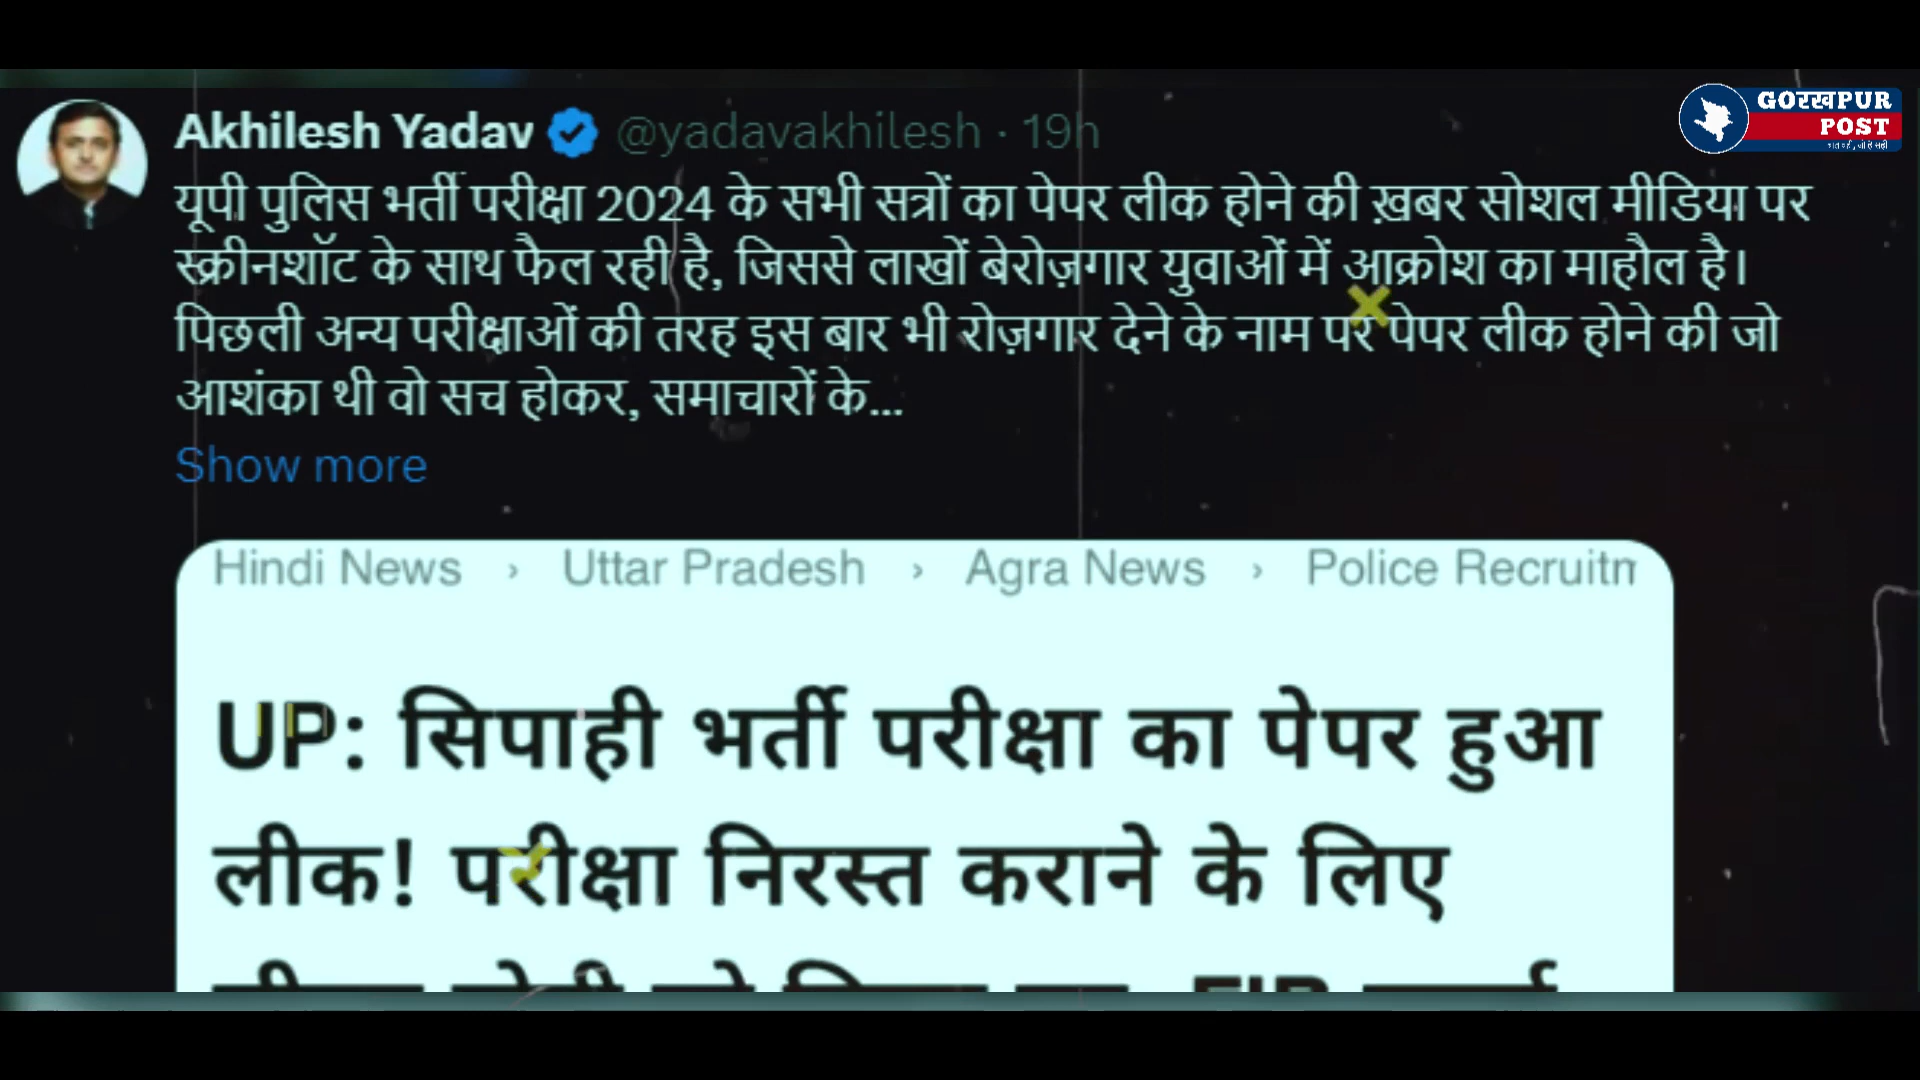 Akhilesh Yadav @yadavakhilesh · 19h
GOरखPUR
POST
यूपी पुलिस भर्ती परीक्षा 2024 के सभी सत्रों का पेपर लीक होने की ख़बर सोशल मीडिया पर
स्क्रीनशॉट के साथ फैल रही है, जिससे लाखों बेरोज़गार युवाओं में आक्रोश का माहौल है।
पिछली अन्य परीक्षाओं की तरह इस बार भी रोज़गार देने के नाम पर पेपर लीक होने की जो
आशंका थी वो सच होकर, समाचारों के...
Show more
Hindi News › Uttar Pradesh › Agra News › Police Recruitm
UP: सिपाही भर्ती परीक्षा का पेपर हुआ
लीक! परीक्षा निरस्त कराने के लिए